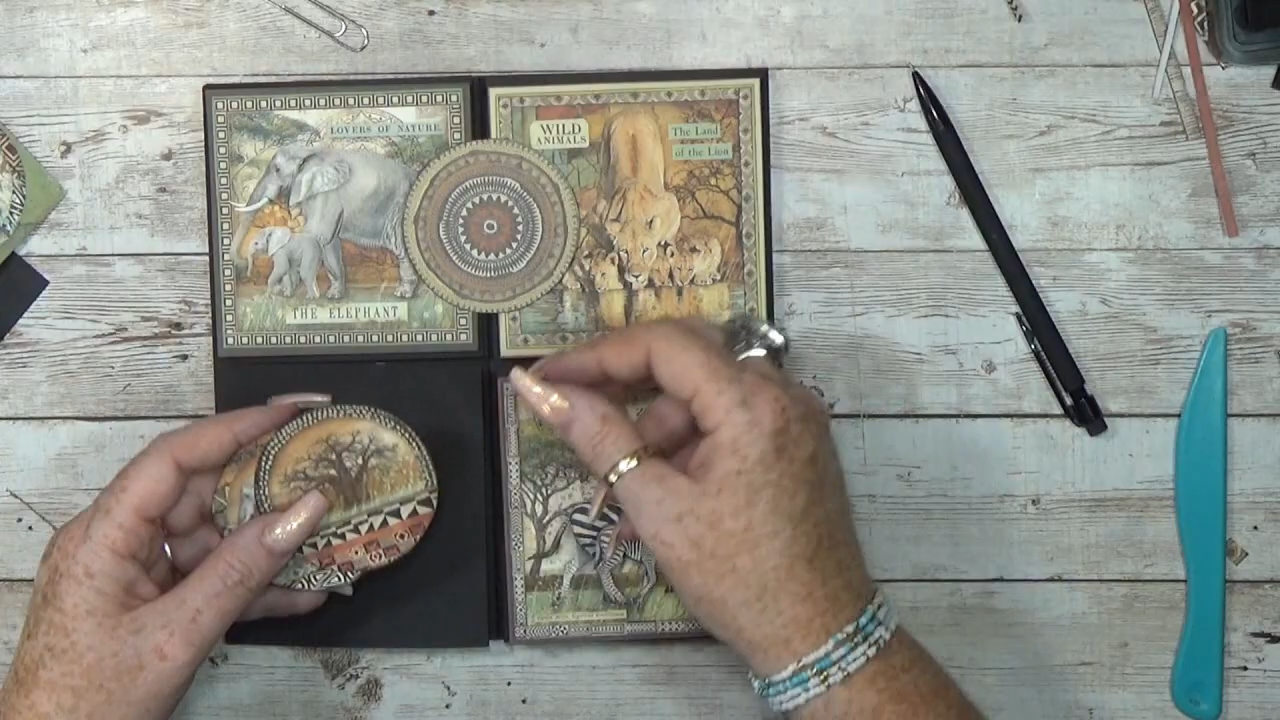 LOVERS OF NATURE.
THE ELEPHANT
WILD
ANIMALS
The Land
of the Lion